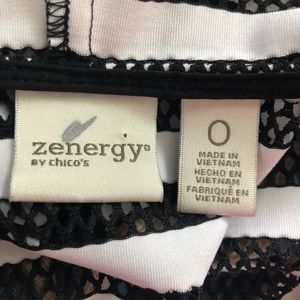 zenergy®
BY chico's
0
MADE IN
VIETNAM
HECHO EN
VIETNAM
FABRIQUÉ EN
VIETNAM